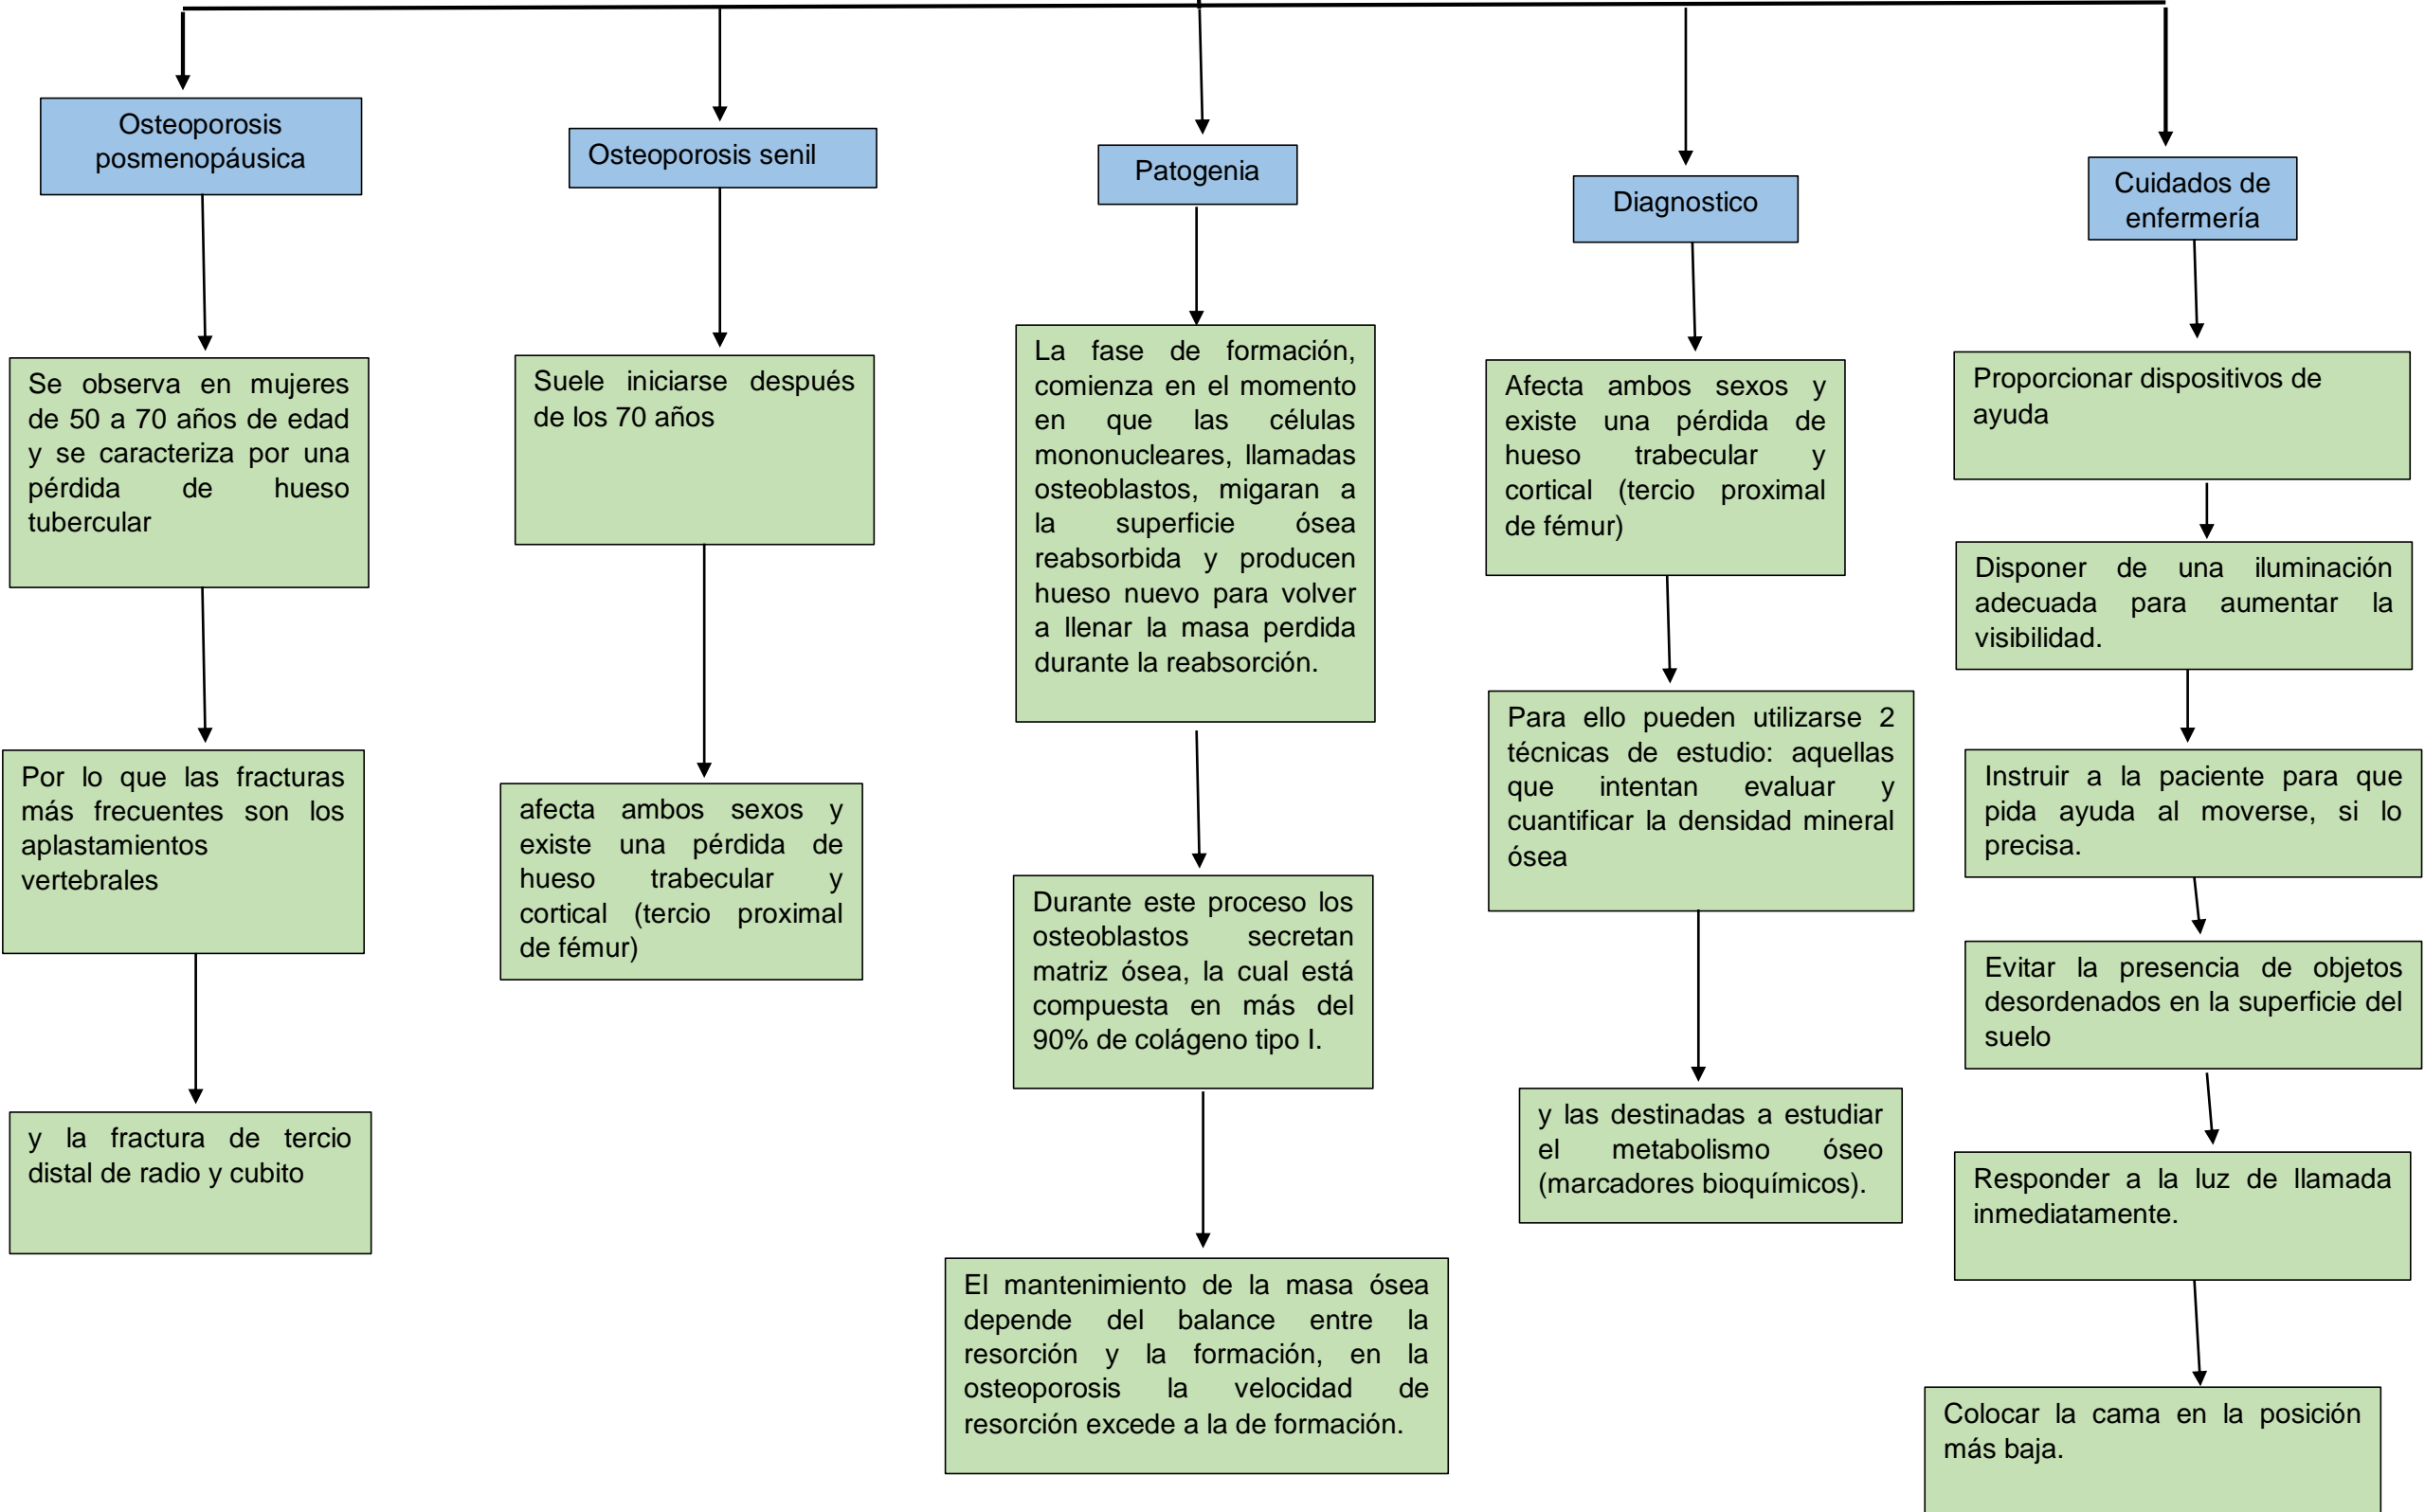 Osteoporosis
posmenopáusica
Se observa en mujeres
de 50 a 70 años de edad
y se caracteriza por una
pérdida de hueso
tubercular
Por lo que las fracturas
más frecuentes son los
aplastamientos
vertebrales
y la fractura de tercio
distal de radio y cubito
Osteoporosis senil
Suele iniciarse después
de los 70 años
afecta ambos sexos y
existe una pérdida de
hueso trabecular y
cortical (tercio proximal
de fémur)
Patogenia
La fase de formación,
comienza en el momento
en que las células
mononucleares, llamadas
osteoblastos, migaran a
la superficie ósea
reabsorbida y producen
hueso nuevo para volver
a llenar la masa perdida
durante la reabsorción.
Durante este proceso los
osteoblastos secretan
matriz ósea, la cual está
compuesta en más del
90% de colágeno tipo I.
El mantenimiento de la masa ósea
depende del balance entre la
resorción y la formación, en la
osteoporosis la velocidad de
resorción excede a la de formación.
Diagnostico
Afecta ambos sexos y
existe una pérdida de
hueso trabecular y
cortical (tercio proximal
de fémur)
Para ello pueden utilizarse 2
técnicas de estudio: aquellas
que intentan evaluar y
cuantificar la densidad mineral
ósea
y las destinadas a estudiar
el metabolismo óseo
(marcadores bioquímicos).
Cuidados de
enfermería
Proporcionar dispositivos de
ayuda
Disponer de una iluminación
adecuada para aumentar la
visibilidad.
Instruir a la paciente para que
pida ayuda al moverse, si lo
precisa.
Evitar la presencia de objetos
desordenados en la superficie del
suelo
Responder a la luz de llamada
inmediatamente.
Colocar la cama en la posición
más baja.